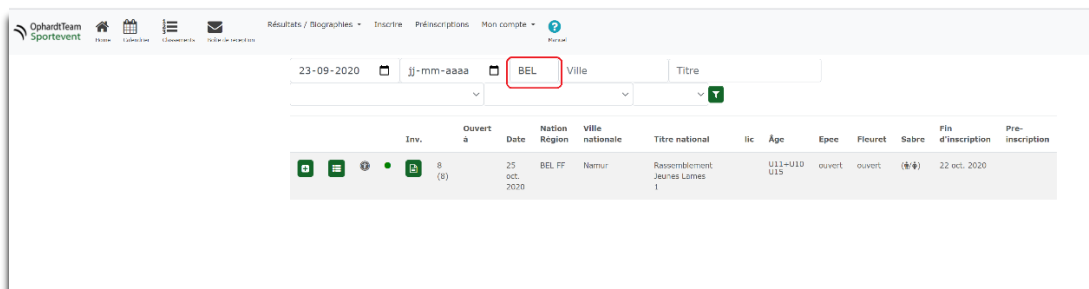 OphardtTeam
Sportevent
Home
Calendrier
Classements
Boîte de réception
Résultats / Biographies
Inscrire
Préinscriptions
Mon compte
?
Manuel
23-09-2020
jj-mm-aaaa
BEL
Ville
Titre
Inv.
Ouvert à
Date
Nation Région
Ville nationale
Titre national
lic
Âge
Epee
Fleuret
Sabre
Fin d'inscription
Pre-inscription
8 (8)
25 oct. 2020
BEL FF
Namur
Rassemblement Jeunes Lames 1
U11+U10 U15
ouvert
ouvert
22 oct. 2020